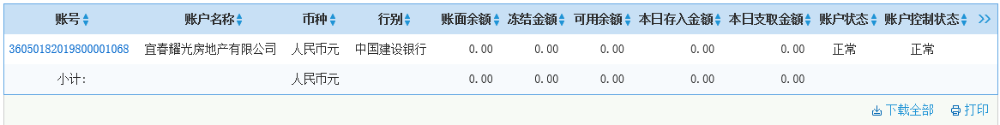 账号 账户名称 币种 行别 账面余额 冻结金额 可用余额 本日存入金额 本日支取金额 账户状态 账户控制状态 >>
36050182019800001068 宜春耀光房地产有限公司 人民币元 中国建设银行 0.00 0.00 0.00 0.00 0.00 正常 正常
小计: 人民币元 0.00 0.00 0.00 0.00 0.00
下载全部 打印